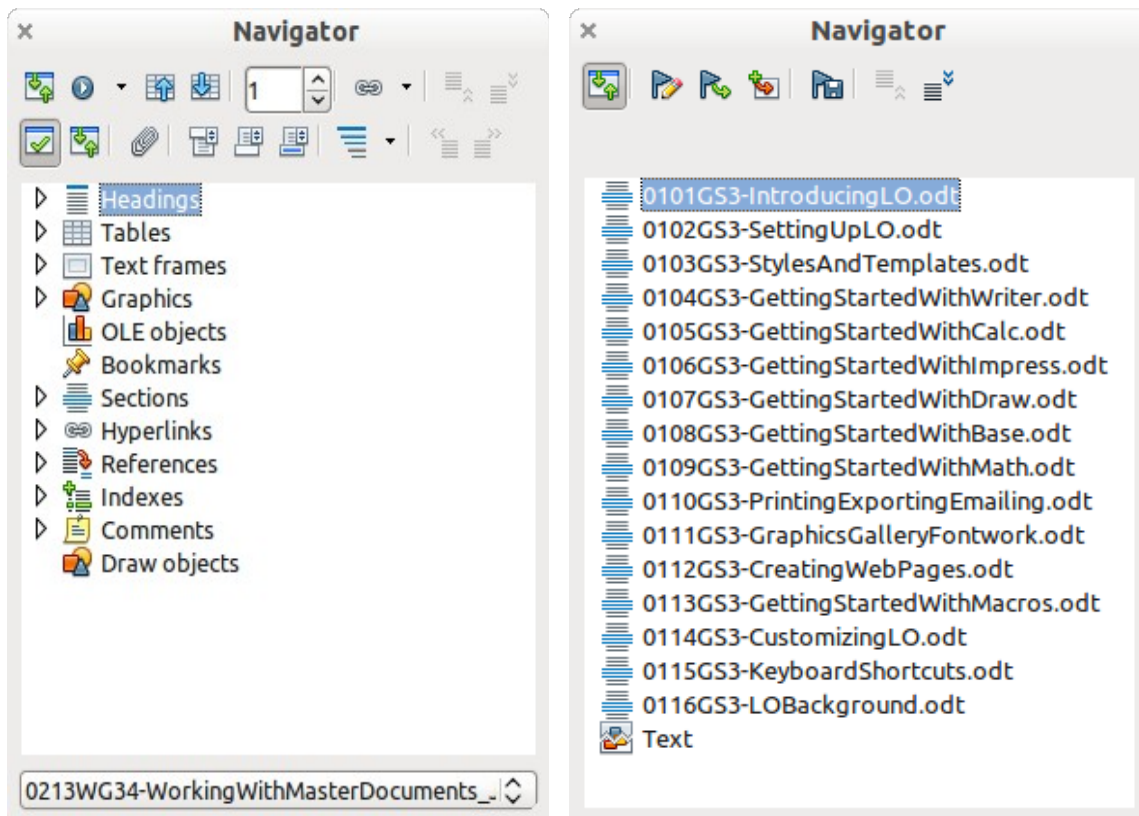 Navigator
1
Headings
Tables
Text frames
Graphics
OLE objects
Bookmarks
Sections
Hyperlinks
References
Indexes
Comments
Draw objects
0213WG34-WorkingWithMasterDocuments_
Navigator
0101GS3-IntroducingLO.odt
0102GS3-SettingUpLO.odt
0103GS3-StylesAndTemplates.odt
0104GS3-GettingStartedWithWriter.odt
0105GS3-GettingStartedWithCalc.odt
0106GS3-GettingStartedWithImpress.odt
0107GS3-GettingStartedWithDraw.odt
0108GS3-GettingStartedWithBase.odt
0109GS3-GettingStartedWithMath.odt
0110GS3-PrintingExportingEmailing.odt
0111GS3-GraphicsGalleryFontwork.odt
0112GS3-CreatingWebPages.odt
0113GS3-GettingStartedWithMacros.odt
0114GS3-CustomizingLO.odt
0115GS3-KeyboardShortcuts.odt
0116GS3-LOBackground.odt
Text